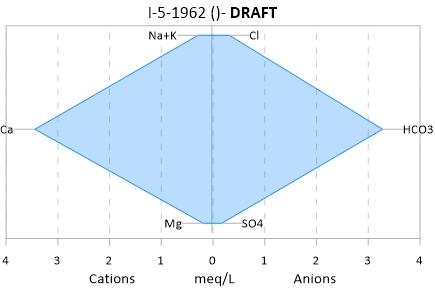 I-5-1962 ()- DRAFT
Na+K Cl
Ca HCO3
Mg SO4
4 3 2 1 0 1 2 3 4
Cations meq/L Anions